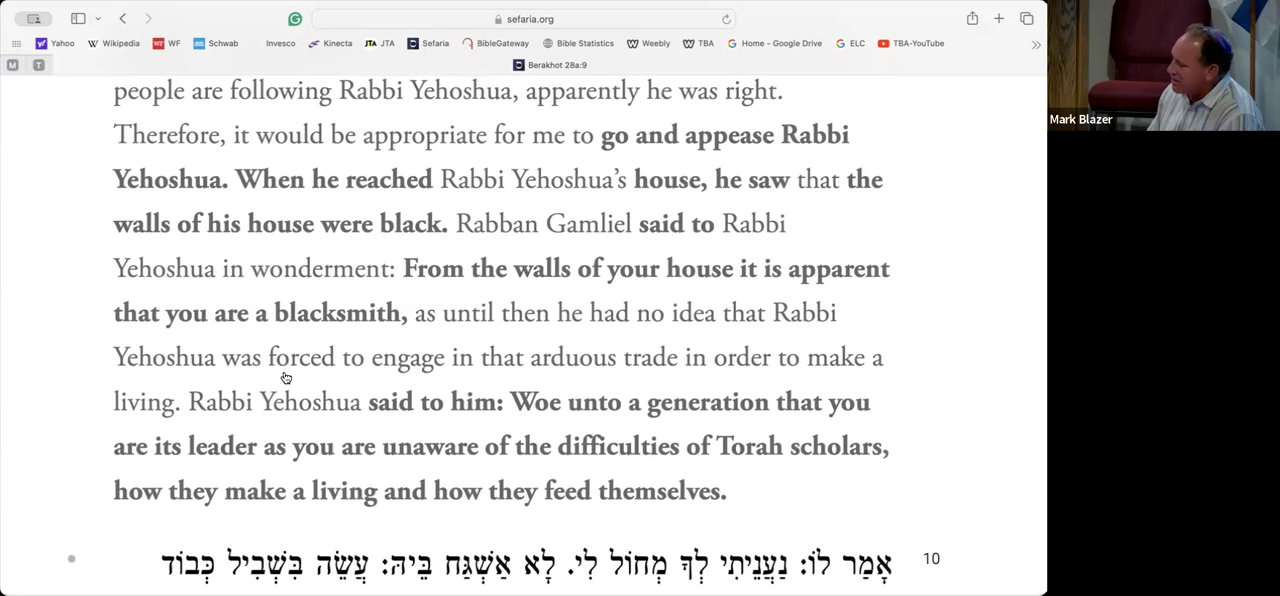 sefaria.org
Yahoo Wikipedia WF Schwab Invesco Kinecta JTA JTA Sefaria BibleGateway Bible Statistics Weebly TBA Home - Google Drive ELC TBA-YouTube
M T Berakhot 28a:9
people are following Rabbi Yehoshua, apparently he was right.
Therefore, it would be appropriate for me to go and appease Rabbi
Yehoshua. When he reached Rabbi Yehoshua's house, he saw that the
walls of his house were black. Rabban Gamliel said to Rabbi
Yehoshua in wonderment: From the walls of your house it is apparent
that you are a blacksmith, as until then he had no idea that Rabbi
Yehoshua was forced to engage in that arduous trade in order to make a
living. Rabbi Yehoshua said to him: Woe unto a generation that you
are its leader as you are unaware of the difficulties of Torah scholars,
how they make a living and how they feed themselves.
10 אָמַר לוֹ: נַעֲנֵיתִי לְךָ מְחוֹל לִי. לָא אַשְׁגַּח בֵּיהּ: עֲשֵׂה בִּשְׁבִיל כְּבוֹד
Mark Blazer